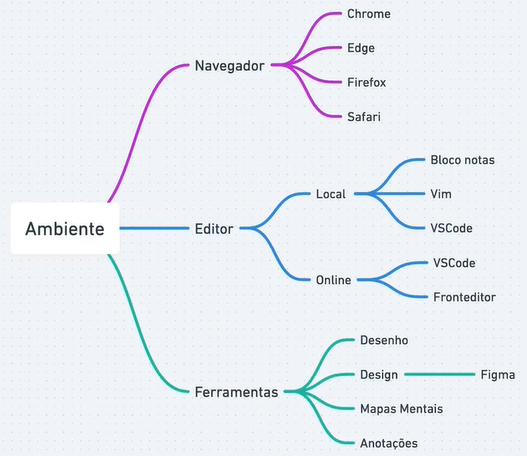 Ambiente
Navegador
Chrome
Edge
Firefox
Safari
Editor
Local
Bloco notas
Vim
VSCode
Online
VSCode
Fronteditor
Ferramentas
Desenho
Design
Figma
Mapas Mentais
Anotações